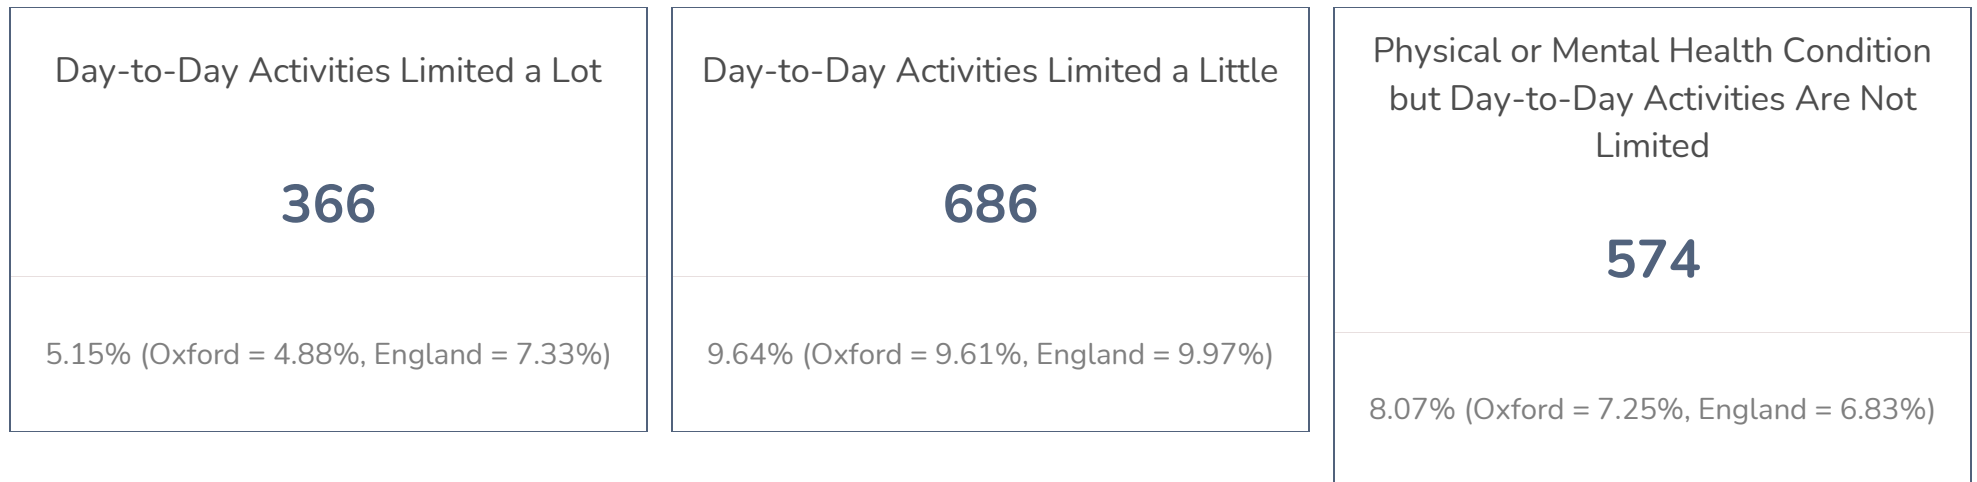 Day-to-Day Activities Limited a Lot
366
5.15% (Oxford = 4.88%, England = 7.33%)
Day-to-Day Activities Limited a Little
686
9.64% (Oxford = 9.61%, England = 9.97%)
Physical or Mental Health Condition
but Day-to-Day Activities Are Not
Limited
574
8.07% (Oxford = 7.25%, England = 6.83%)